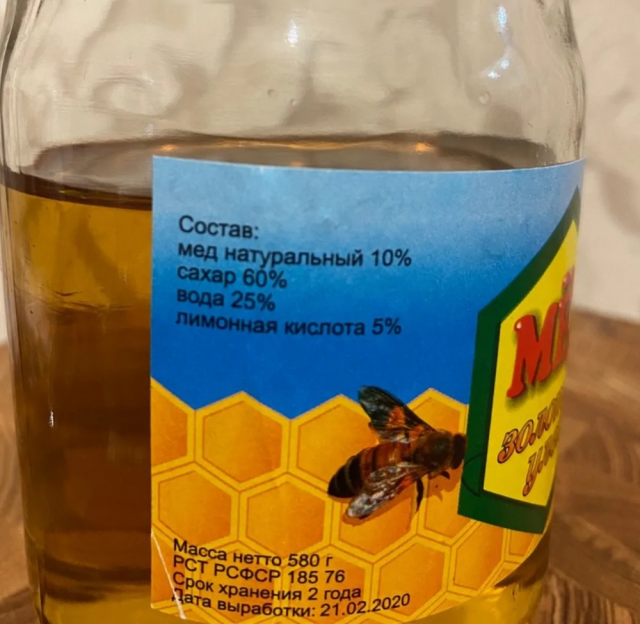 Состав:
мед натуральный 10%
сахар 60%
вода 25%
лимонная кислота 5%
Масса нетто 580 г
РСТ РСФСР 185 76
Срок хранения 2 года
Дата выработки: 21.02.2020